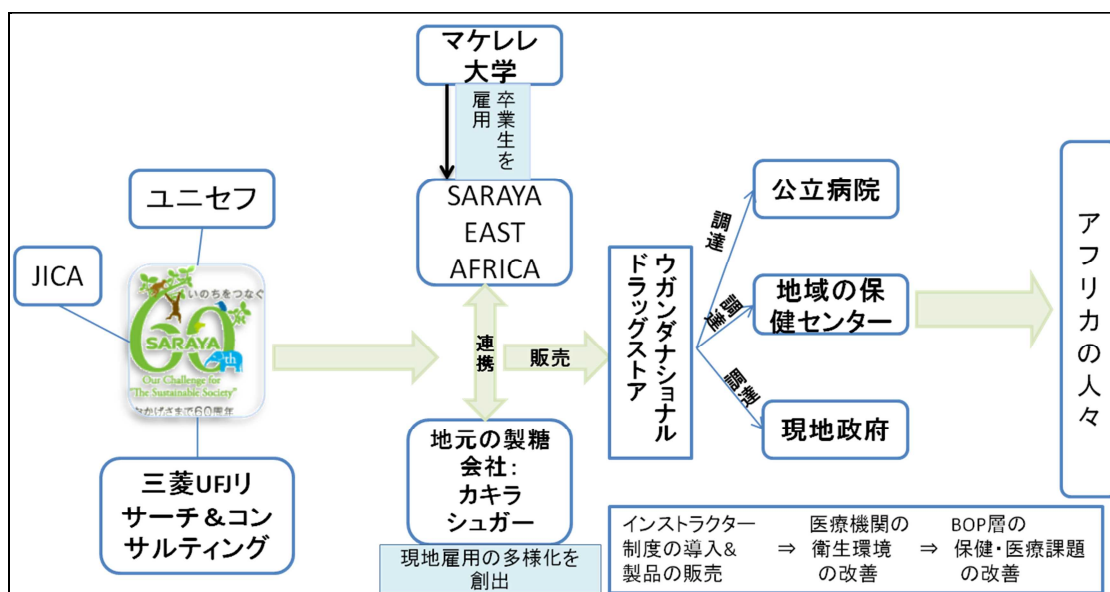 マケレレ
大学
卒業生を
雇用
ユニセフ
JICA
いのちをつなぐ
60th
SARAYA
Our Challenge for
"The Sustainable Society"
おかげさまで60周年
三菱UFJリ
サーチ&コン
サルティング
SARAYA
EAST
AFRICA
連携
販売
地元の製糖
会社：
カキラ
シュガー
現地雇用の多様化を
創出
ウガンダナショナル
ドラッグストア
調達
調達
調達
公立病院
地域の保
健センター
現地政府
アフリカの人々
インストラクター
制度の導入&
製品の販売
⇒
医療機関の
衛生環境
の改善
⇒
BOP層の
保健・医療課題
の改善